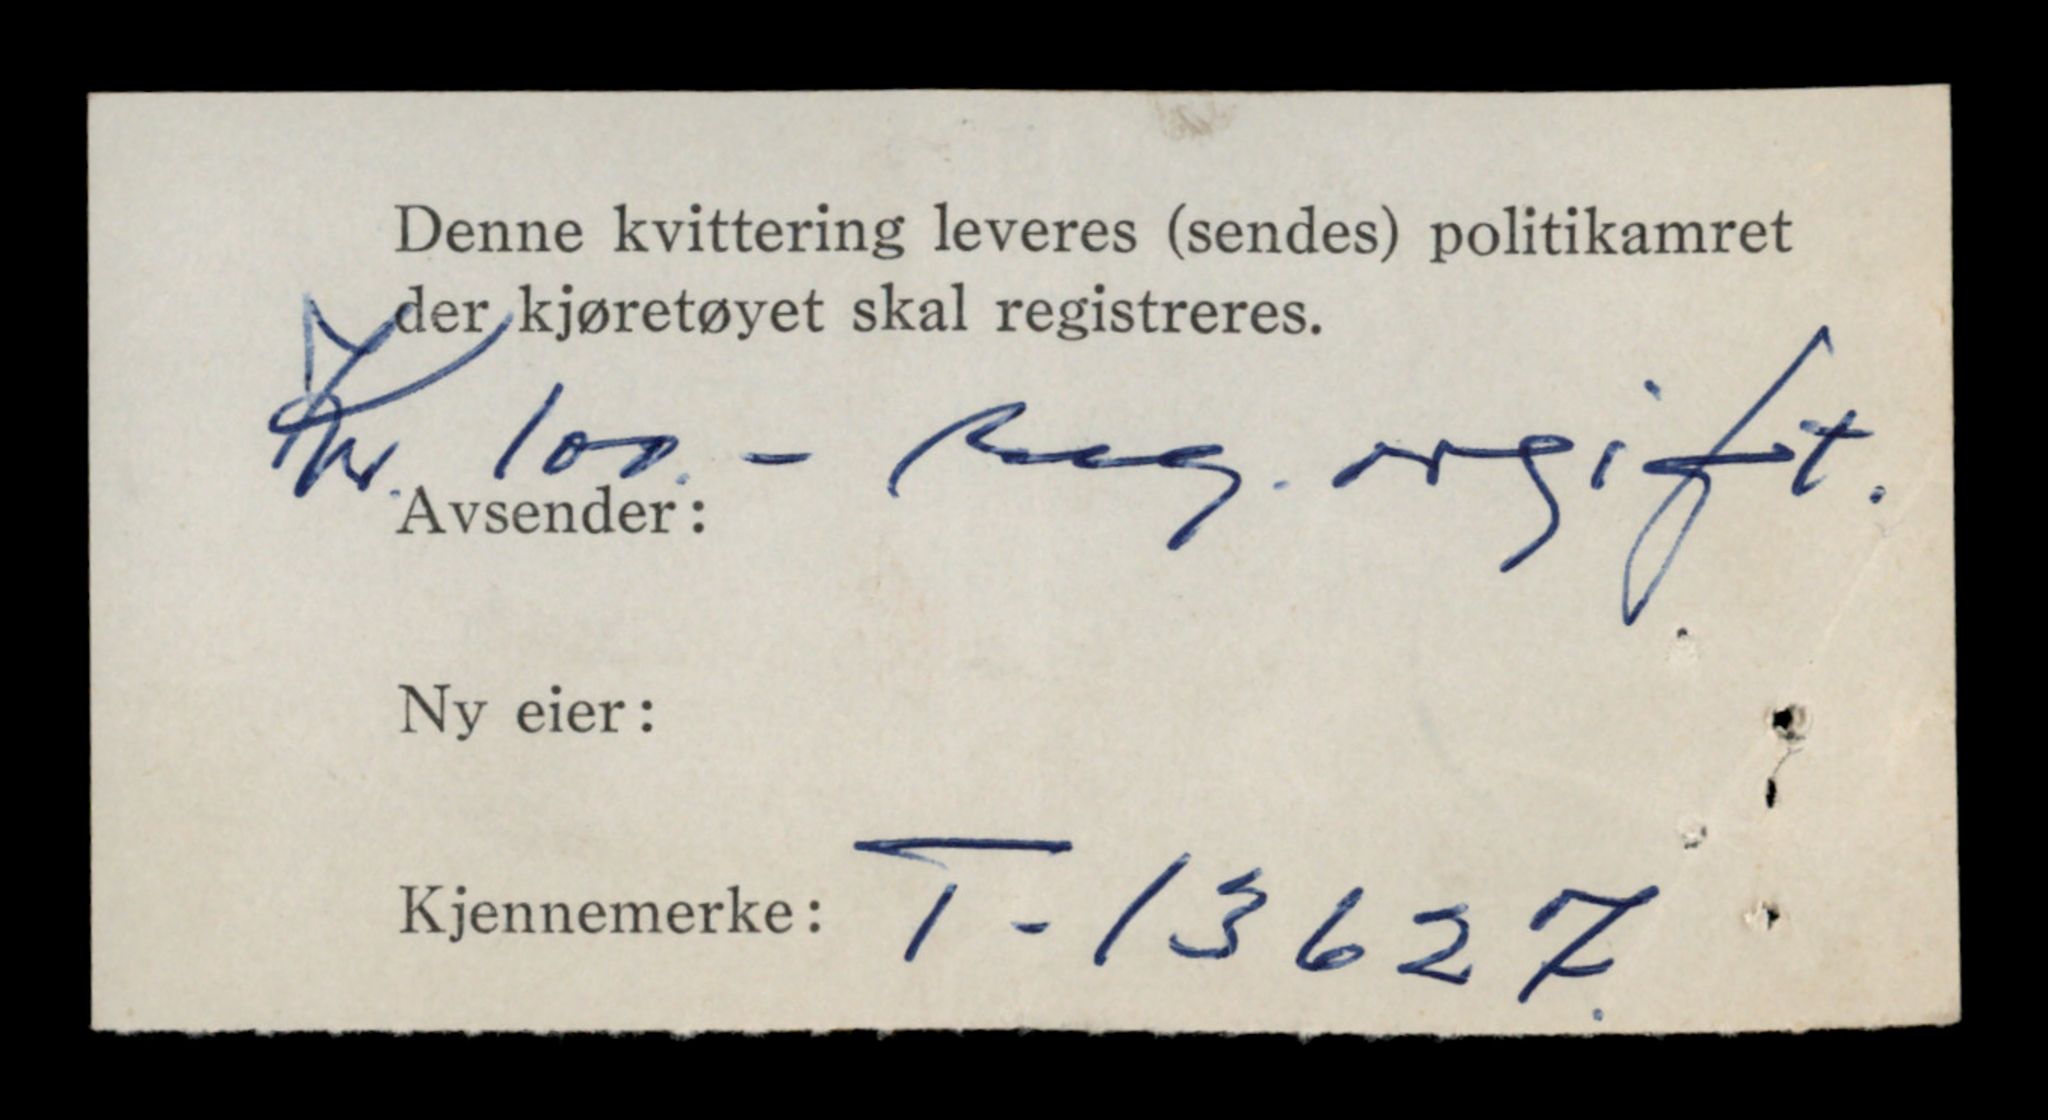 Denne kvittering leveres (sendes) politikamret
der kjøretøyet skal registreres.
Kr. 100.- Reg. avgift.
Avsender:
Ny eier:
Kjennemerke: T-13627